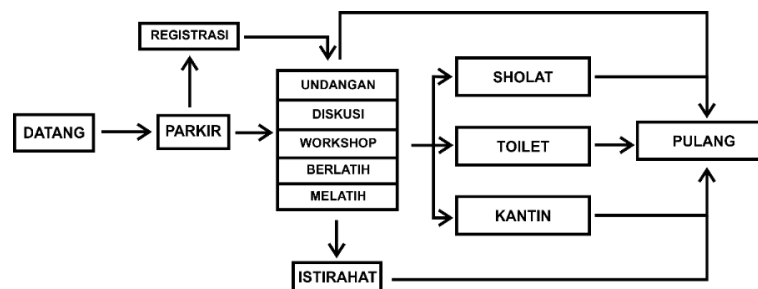 REGISTRASI
UNDANGAN
SHOLAT
DISKUSI
DATANG
PARKIR
WORKSHOP
TOILET
PULANG
BERLATIH
MELATIH
KANTIN
ISTIRAHAT